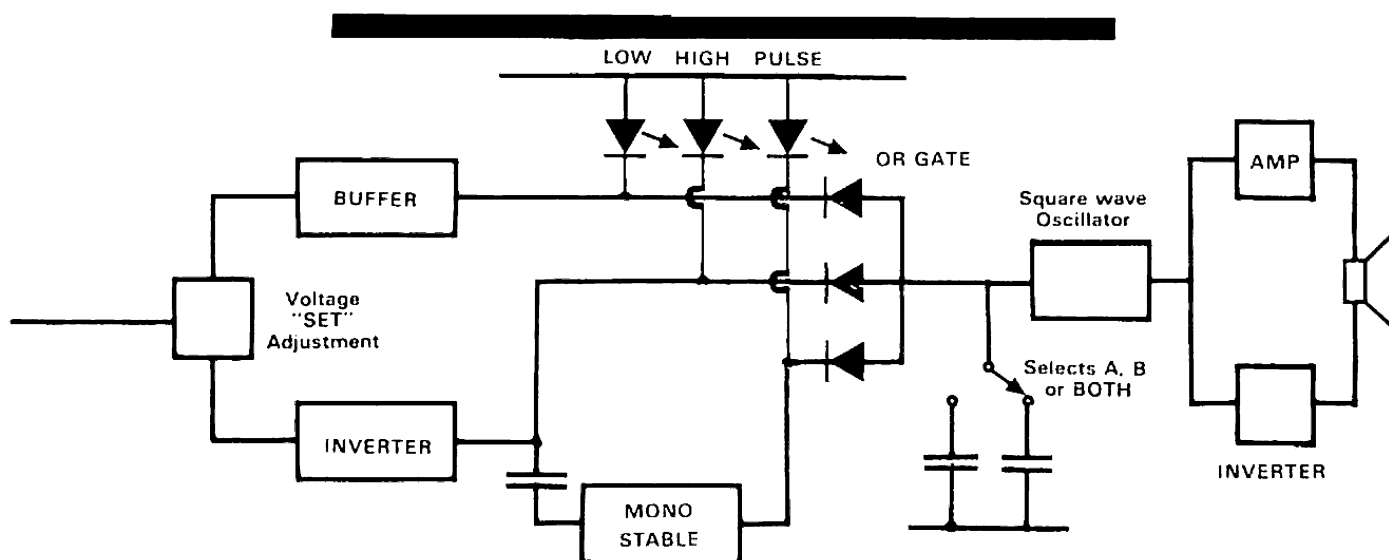 LOW HIGH PULSE
OR GATE
BUFFER
AMP
Square wave
Oscillator
Voltage
"SET"
Adjustment
Selects A, B
or BOTH
INVERTER
INVERTER
MONO
STABLE